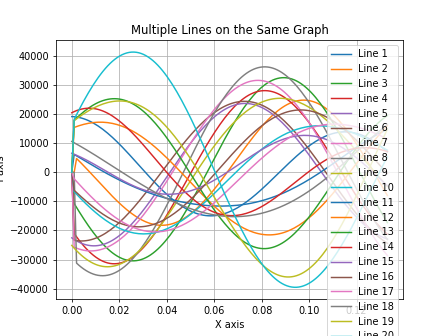 Multiple Lines on the Same Graph
40000
30000
20000
10000
0
−10000
−20000
−30000
−40000
0.00
0.02
0.04
0.06
0.08
0.10
X axis
Line 1
Line 2
Line 3
Line 4
Line 5
Line 6
Line 7
Line 8
Line 9
Line 10
Line 11
Line 12
Line 13
Line 14
Line 15
Line 16
Line 17
Line 18
Line 19
Line 20